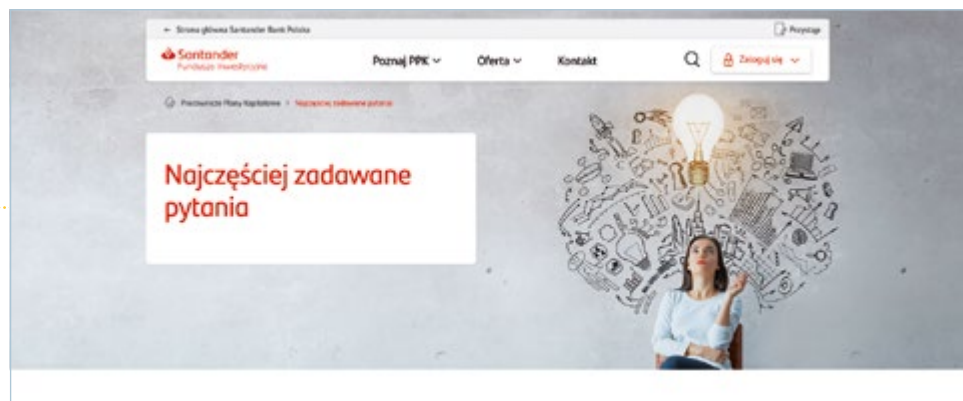 ← Strona główna Santander Bank Polska
Przystąp
Santander
Fundusze Inwestycyjne
Poznaj PPK
Oferta
Kontakt
Zaloguj się
Pracownicze Plany Kapitałowe > Najczęściej zadawane pytania
Najczęściej zadawane
pytania